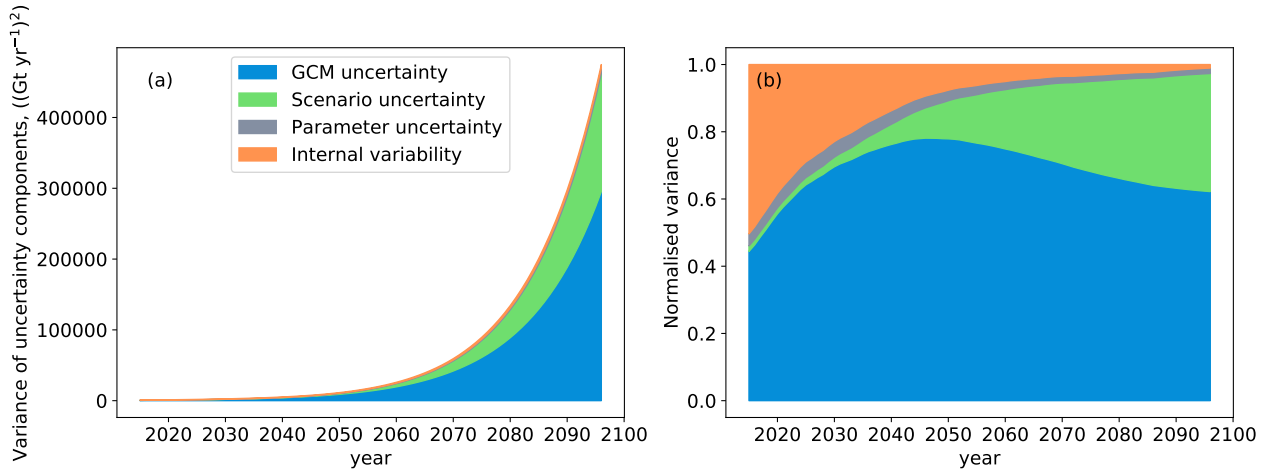 Variance of uncertainty components, ((Gt yr⁻¹)²)
(a)
GCM uncertainty
Scenario uncertainty
Parameter uncertainty
Internal variability
400000
300000
200000
100000
0
2020 2030 2040 2050 2060 2070 2080 2090 2100
year
Normalised variance
(b)
1.0
0.8
0.6
0.4
0.2
0.0
2020 2030 2040 2050 2060 2070 2080 2090 2100
year